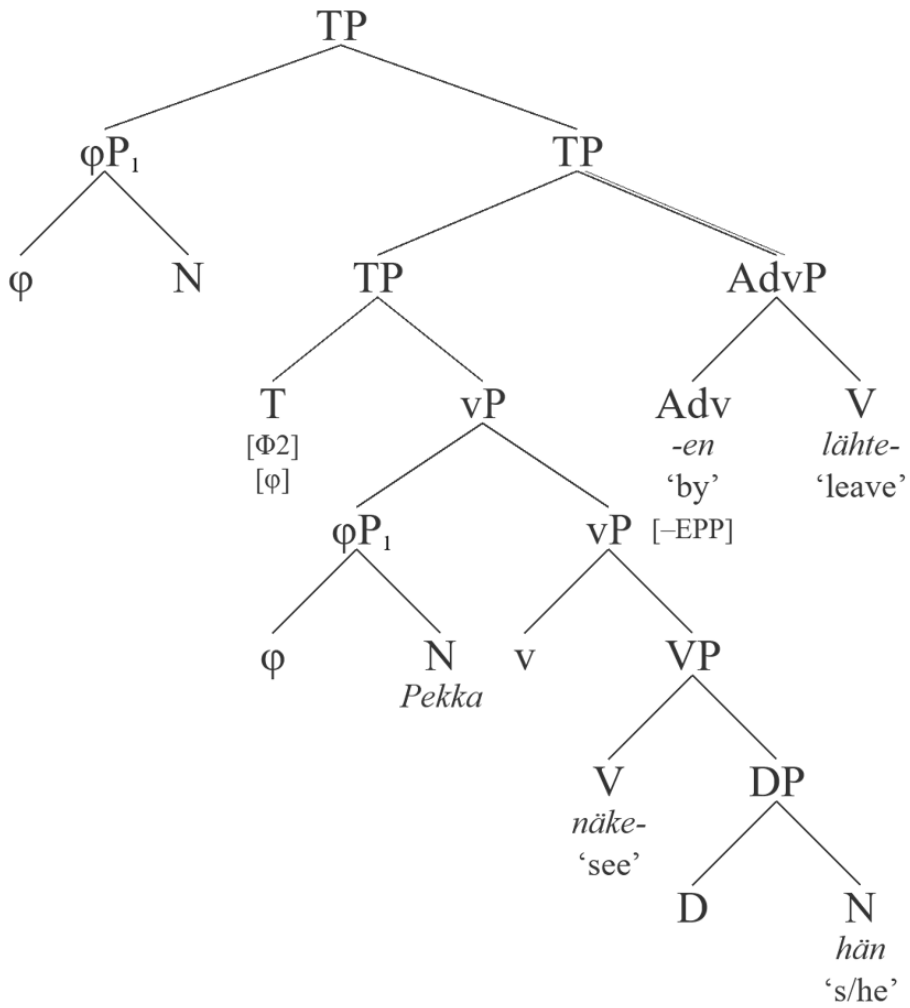 TP
φP₁ TP
φ N TP AdvP
T vP Adv V
[Φ2] -en lähte-
[φ] ‘by’ ‘leave’
φP₁ vP [–EPP]
φ N v VP
Pekka
V DP
näke-
‘see’
D N
hän
‘s/he’